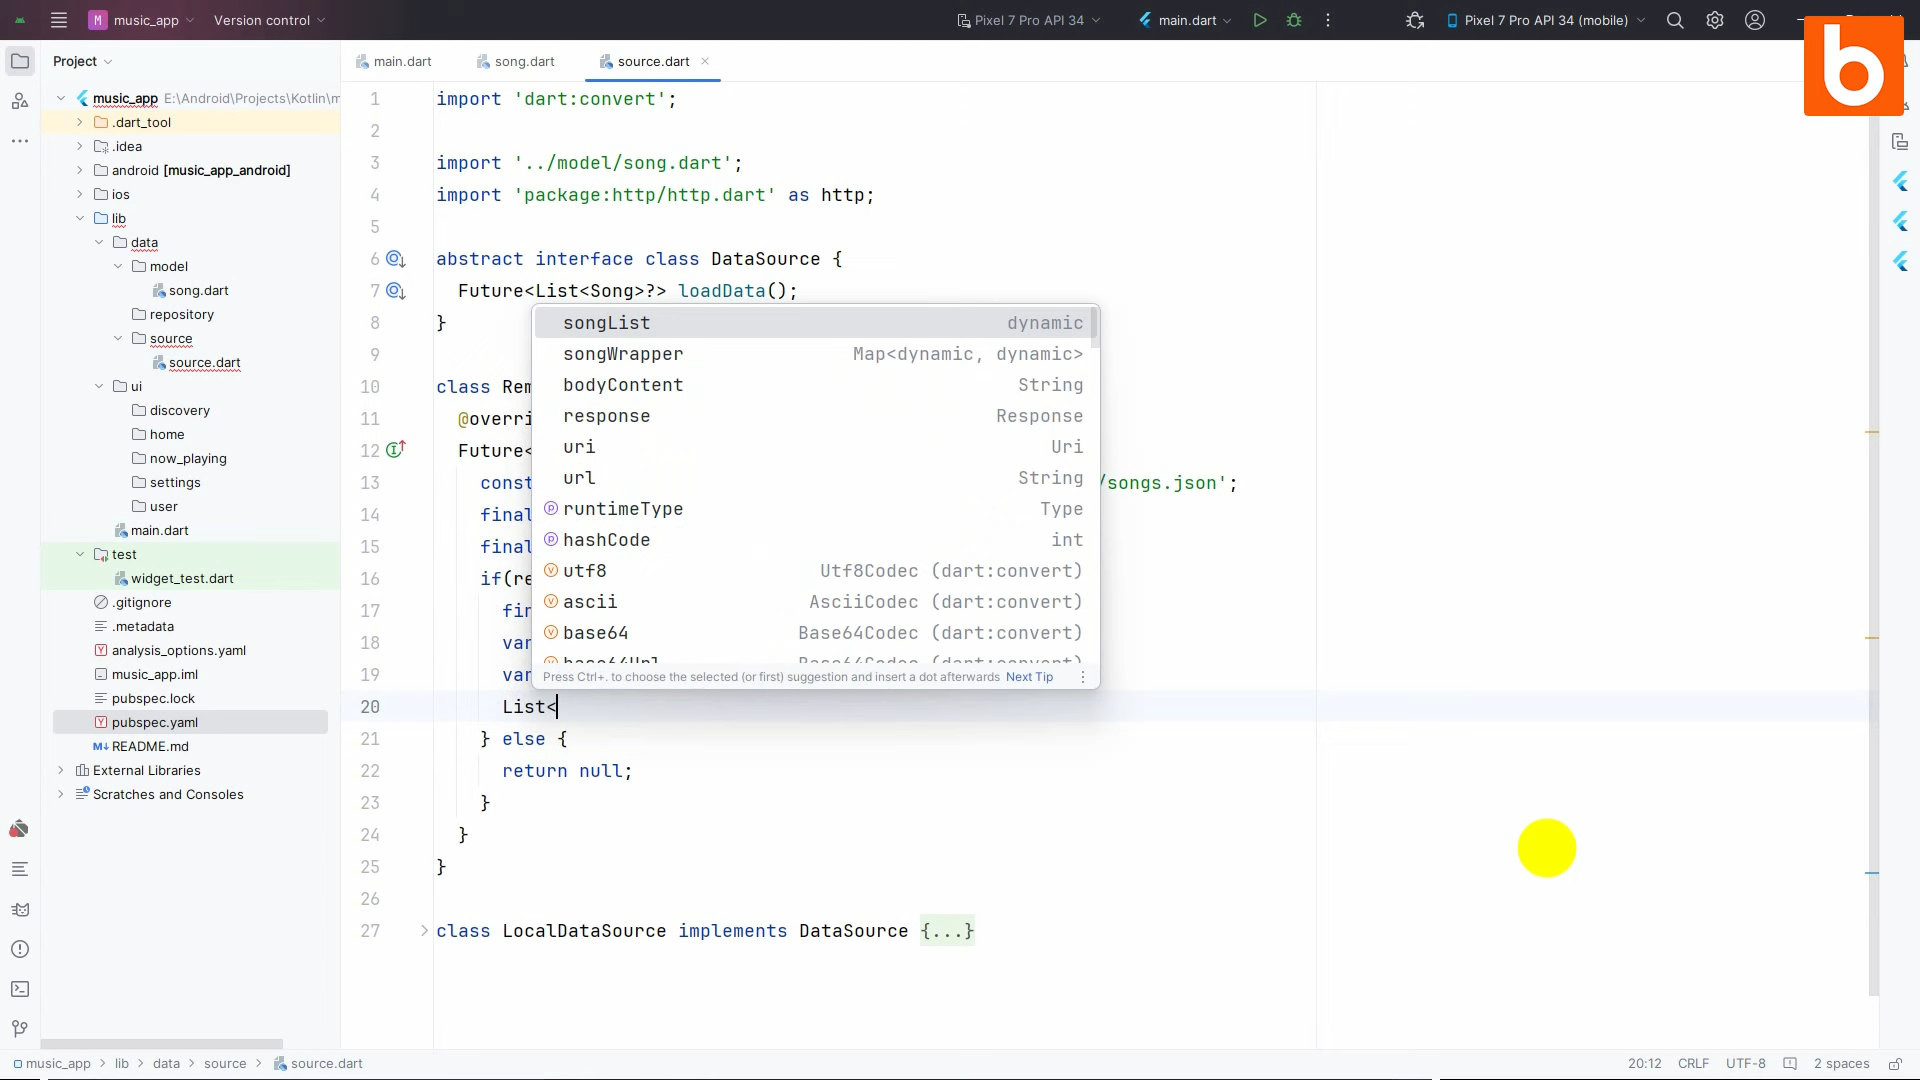 M music_app Version control Pixel 7 Pro API 34 main.dart Pixel 7 Pro API 34 (mobile)
b
Project
main.dart song.dart source.dart
music_app E:\Android\Projects\Kotlin\m
.dart_tool
.idea
android [music_app_android]
ios
lib
data
model
song.dart
repository
source
source.dart
ui
discovery
home
now_playing
settings
user
main.dart
test
widget_test.dart
.gitignore
.metadata
analysis_options.yaml
music_app.iml
pubspec.lock
pubspec.yaml
README.md
External Libraries
Scratches and Consoles
1 import 'dart:convert';
2
3 import '../model/song.dart';
4 import 'package:http/http.dart' as http;
5
6 abstract interface class DataSource {
7 Future<List<Song>?> loadData();
8 }
9
10 class Rem
11 @overri
12 Future<
13 const /songs.json';
14 final
15 final
16 if(re
17 fin
18 var
19 var
20 List<
21 } else {
22 return null;
23 }
24 }
25 }
26
27 class LocalDataSource implements DataSource {...}
songList dynamic
songWrapper Map<dynamic, dynamic>
bodyContent String
response Response
uri Uri
url String
runtimeType Type
hashCode int
utf8 Utf8Codec (dart:convert)
ascii AsciiCodec (dart:convert)
base64 Base64Codec (dart:convert)
base64Url Base64Codec (dart:convert)
Press Ctrl+. to choose the selected (or first) suggestion and insert a dot afterwards Next Tip
music_app > lib > data > source > source.dart 20:12 CRLF UTF-8 2 spaces